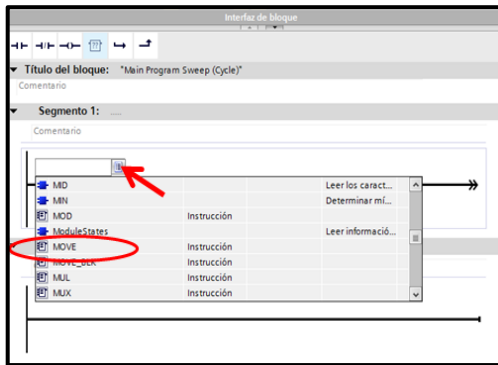 Interfaz de bloque
Título del bloque: "Main Program Sweep (Cycle)"
Comentario
Segmento 1: .....
Comentario
MID Leer los caract...
MIN Determinar mí...
MOD Instrucción
ModuleStates Leer informació...
MOVE Instrucción
MOVE_BLK Instrucción
MUL Instrucción
MUX Instrucción